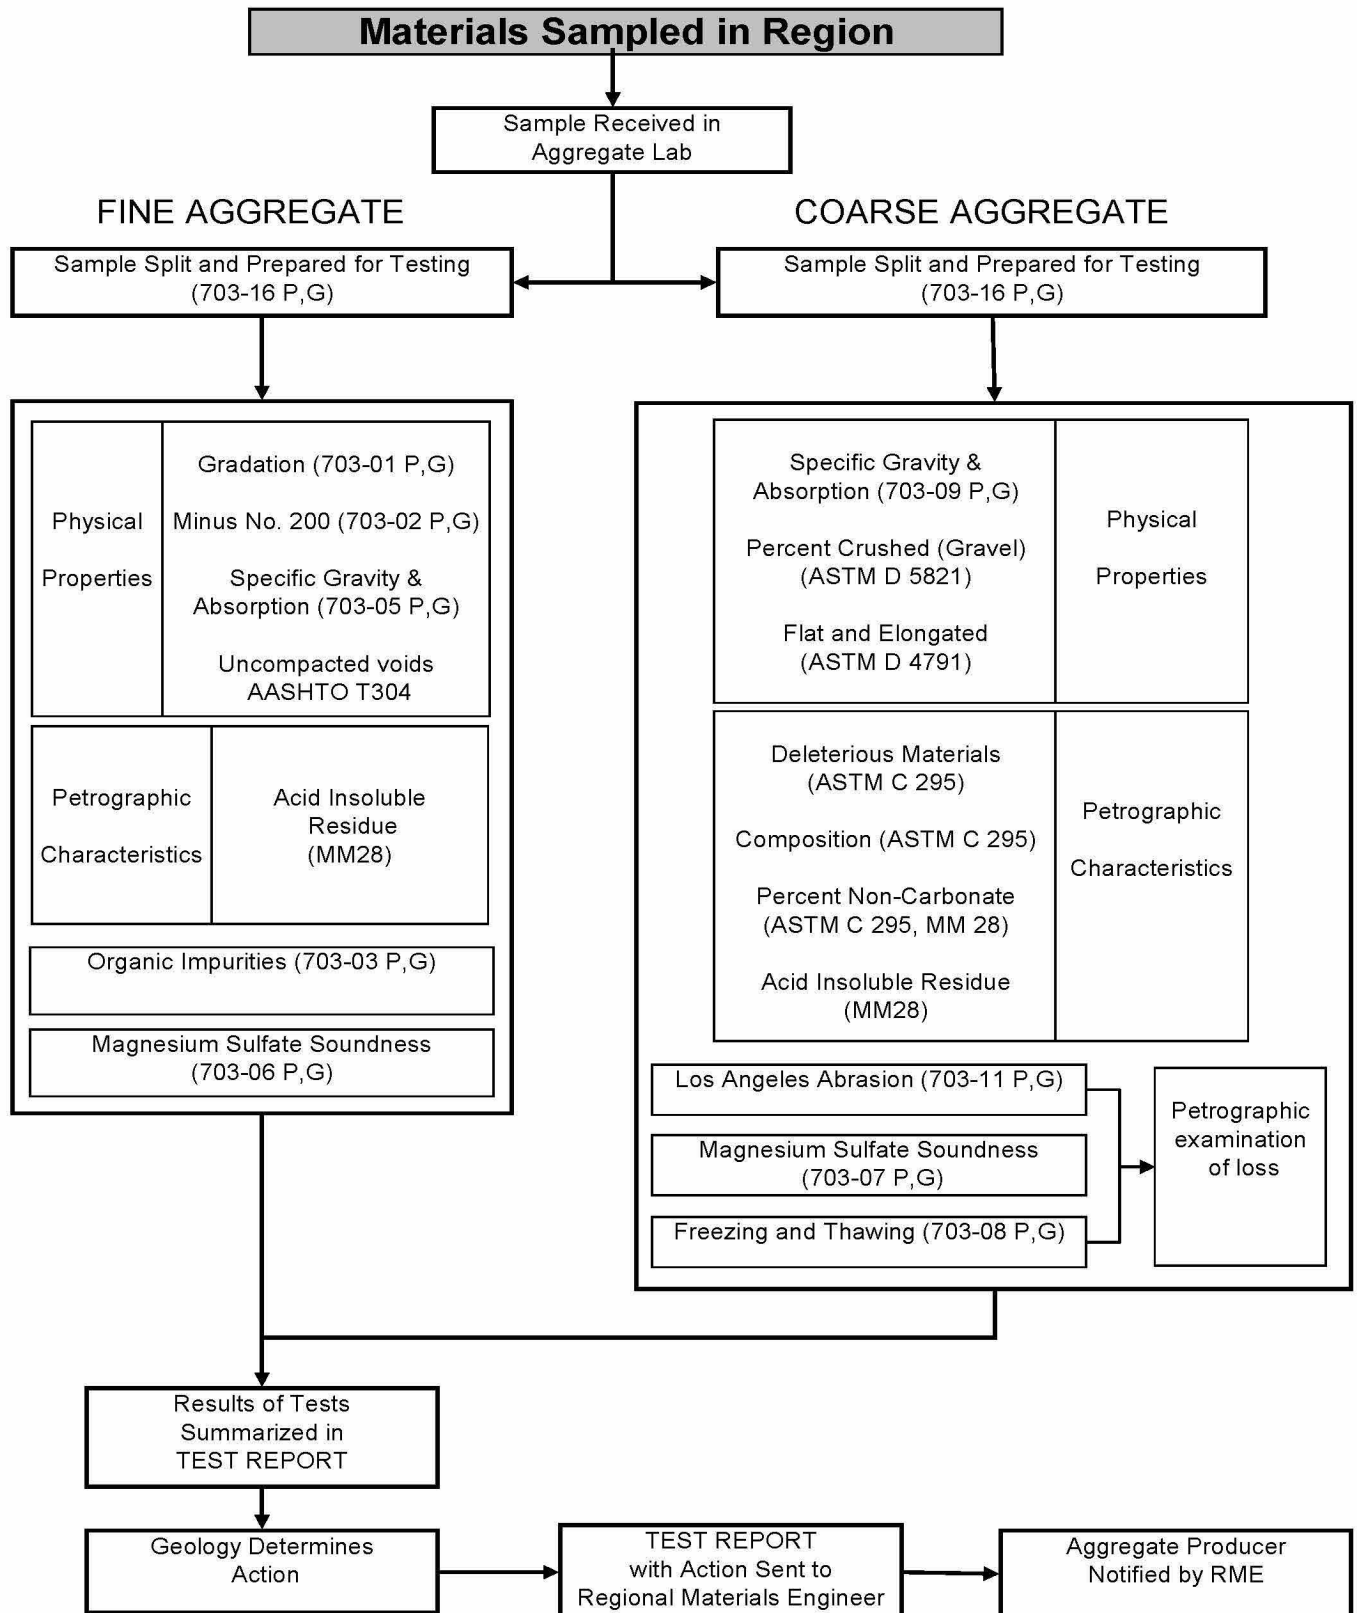 Materials Sampled in Region
Sample Received in
Aggregate Lab
FINE AGGREGATE
COARSE AGGREGATE
Sample Split and Prepared for Testing
(703-16 P,G)
Sample Split and Prepared for Testing
(703-16 P,G)
Physical
Properties
Gradation (703-01 P,G)
Minus No. 200 (703-02 P,G)
Specific Gravity &
Absorption (703-05 P,G)
Uncompacted voids
AASHTO T304
Petrographic
Characteristics
Acid Insoluble
Residue
(MM28)
Organic Impurities (703-03 P,G)
Magnesium Sulfate Soundness
(703-06 P,G)
Specific Gravity &
Absorption (703-09 P,G)
Percent Crushed (Gravel)
(ASTM D 5821)
Flat and Elongated
(ASTM D 4791)
Physical
Properties
Deleterious Materials
(ASTM C 295)
Composition (ASTM C 295)
Percent Non-Carbonate
(ASTM C 295, MM 28)
Acid Insoluble Residue
(MM28)
Petrographic
Characteristics
Los Angeles Abrasion (703-11 P,G)
Magnesium Sulfate Soundness
(703-07 P,G)
Freezing and Thawing (703-08 P,G)
Petrographic
examination
of loss
Results of Tests
Summarized in
TEST REPORT
Geology Determines
Action
TEST REPORT
with Action Sent to
Regional Materials Engineer
Aggregate Producer
Notified by RME